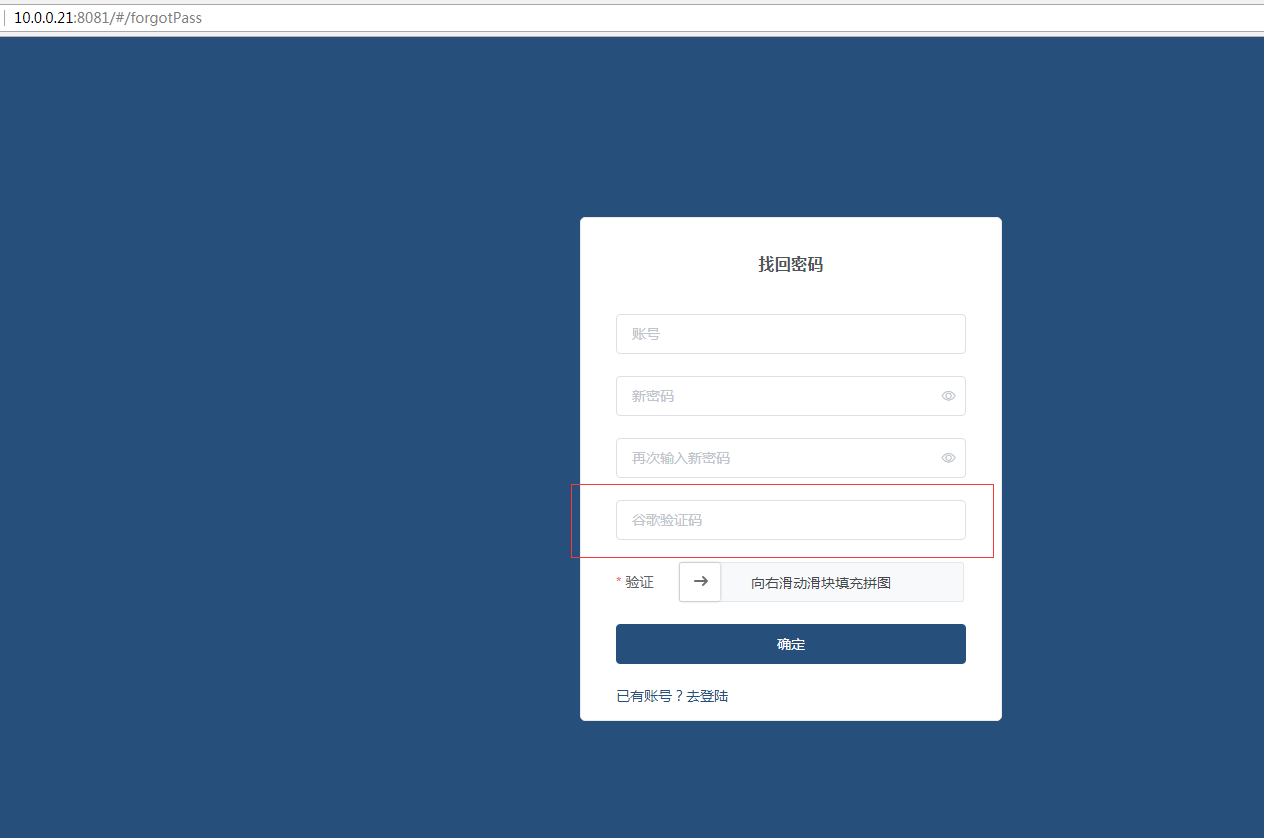 10.0.0.21:8081/#/forgotPass
找回密码
账号
新密码
再次输入新密码
谷歌验证码
* 验证 向右滑动滑块填充拼图
确定
已有账号？去登陆